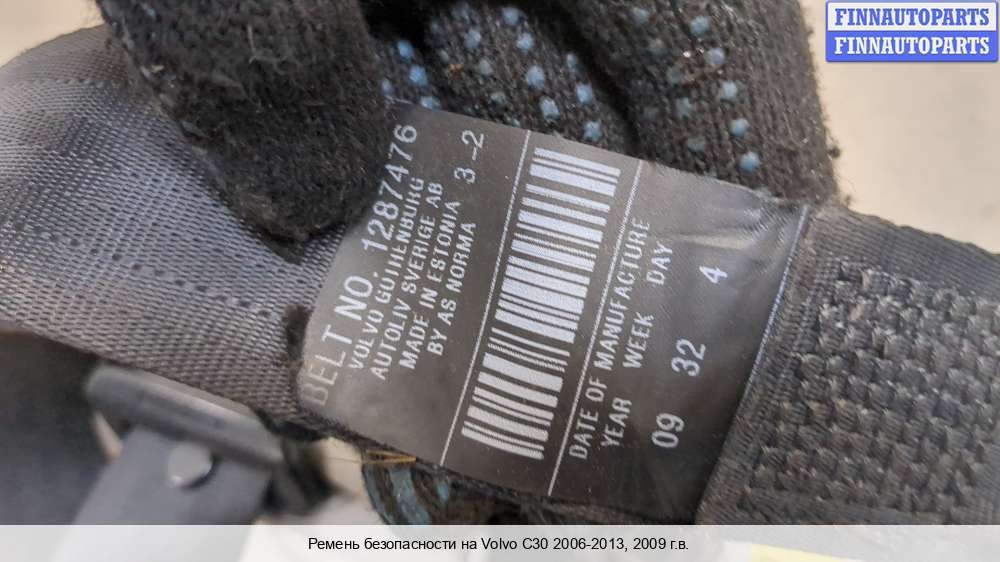 FINNAUTOPARTS
FINNAUTOPARTS
BELT NO. 1287476
VOLVO GOTHENBURG
AUTOLIV SVERIGE AB
MADE IN ESTONIA 3-2
BY AS NORMA
DATE OF MANUFACTURE
YEAR WEEK DAY
09 32 4
Ремень безопасности на Volvo C30 2006-2013, 2009 г.в.